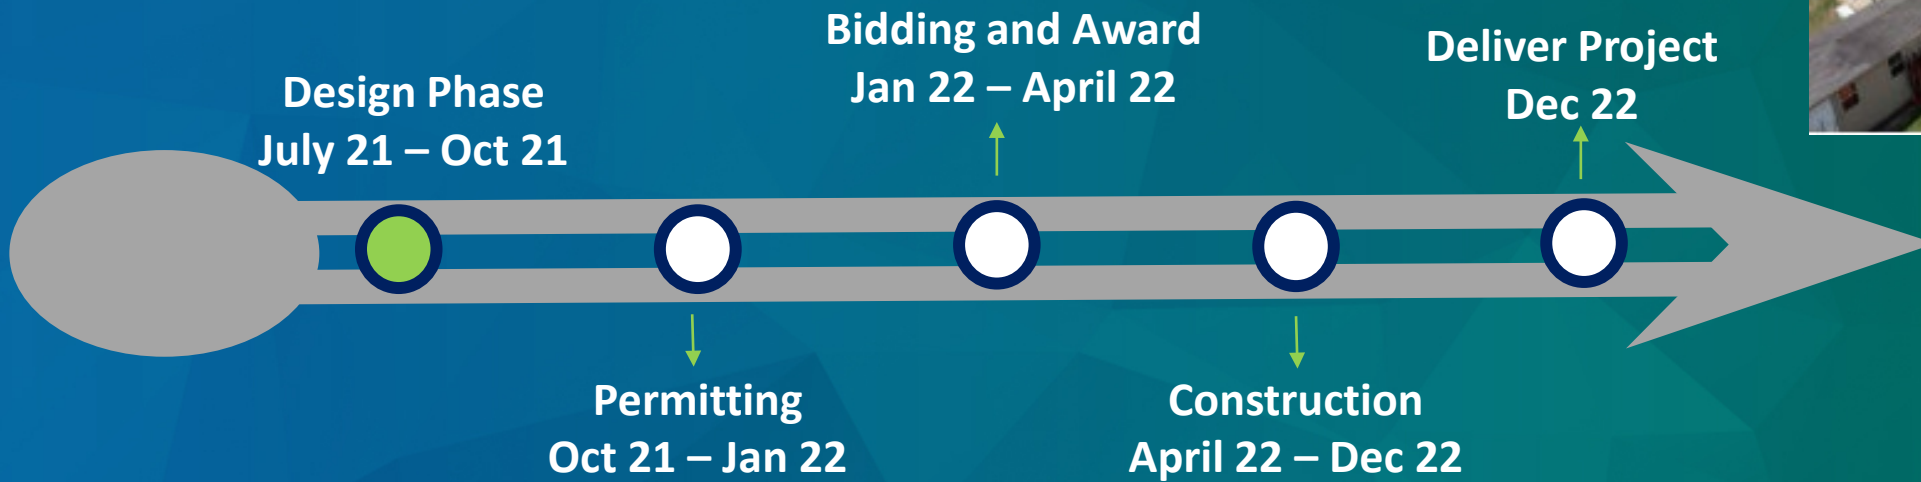 Design Phase
July 21 – Oct 21
Permitting
Oct 21 – Jan 22
Bidding and Award
Jan 22 – April 22
Construction
April 22 – Dec 22
Deliver Project
Dec 22